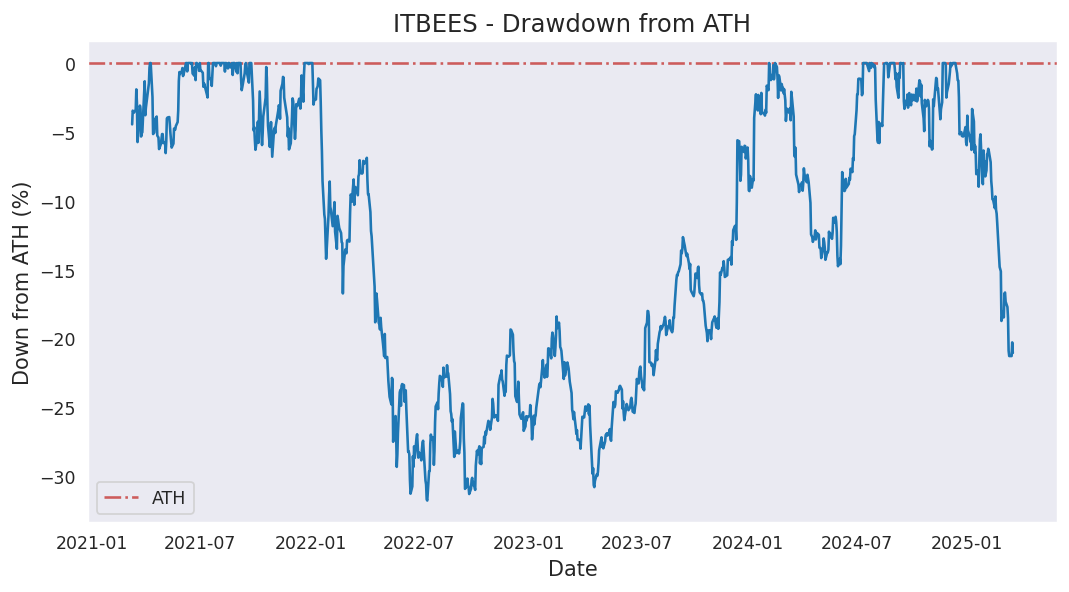 ITBEES - Drawdown from ATH
Down from ATH (%)
0
−5
−10
−15
−20
−25
−30
ATH
2021-01 2021-07 2022-01 2022-07 2023-01 2023-07 2024-01 2024-07 2025-01
Date